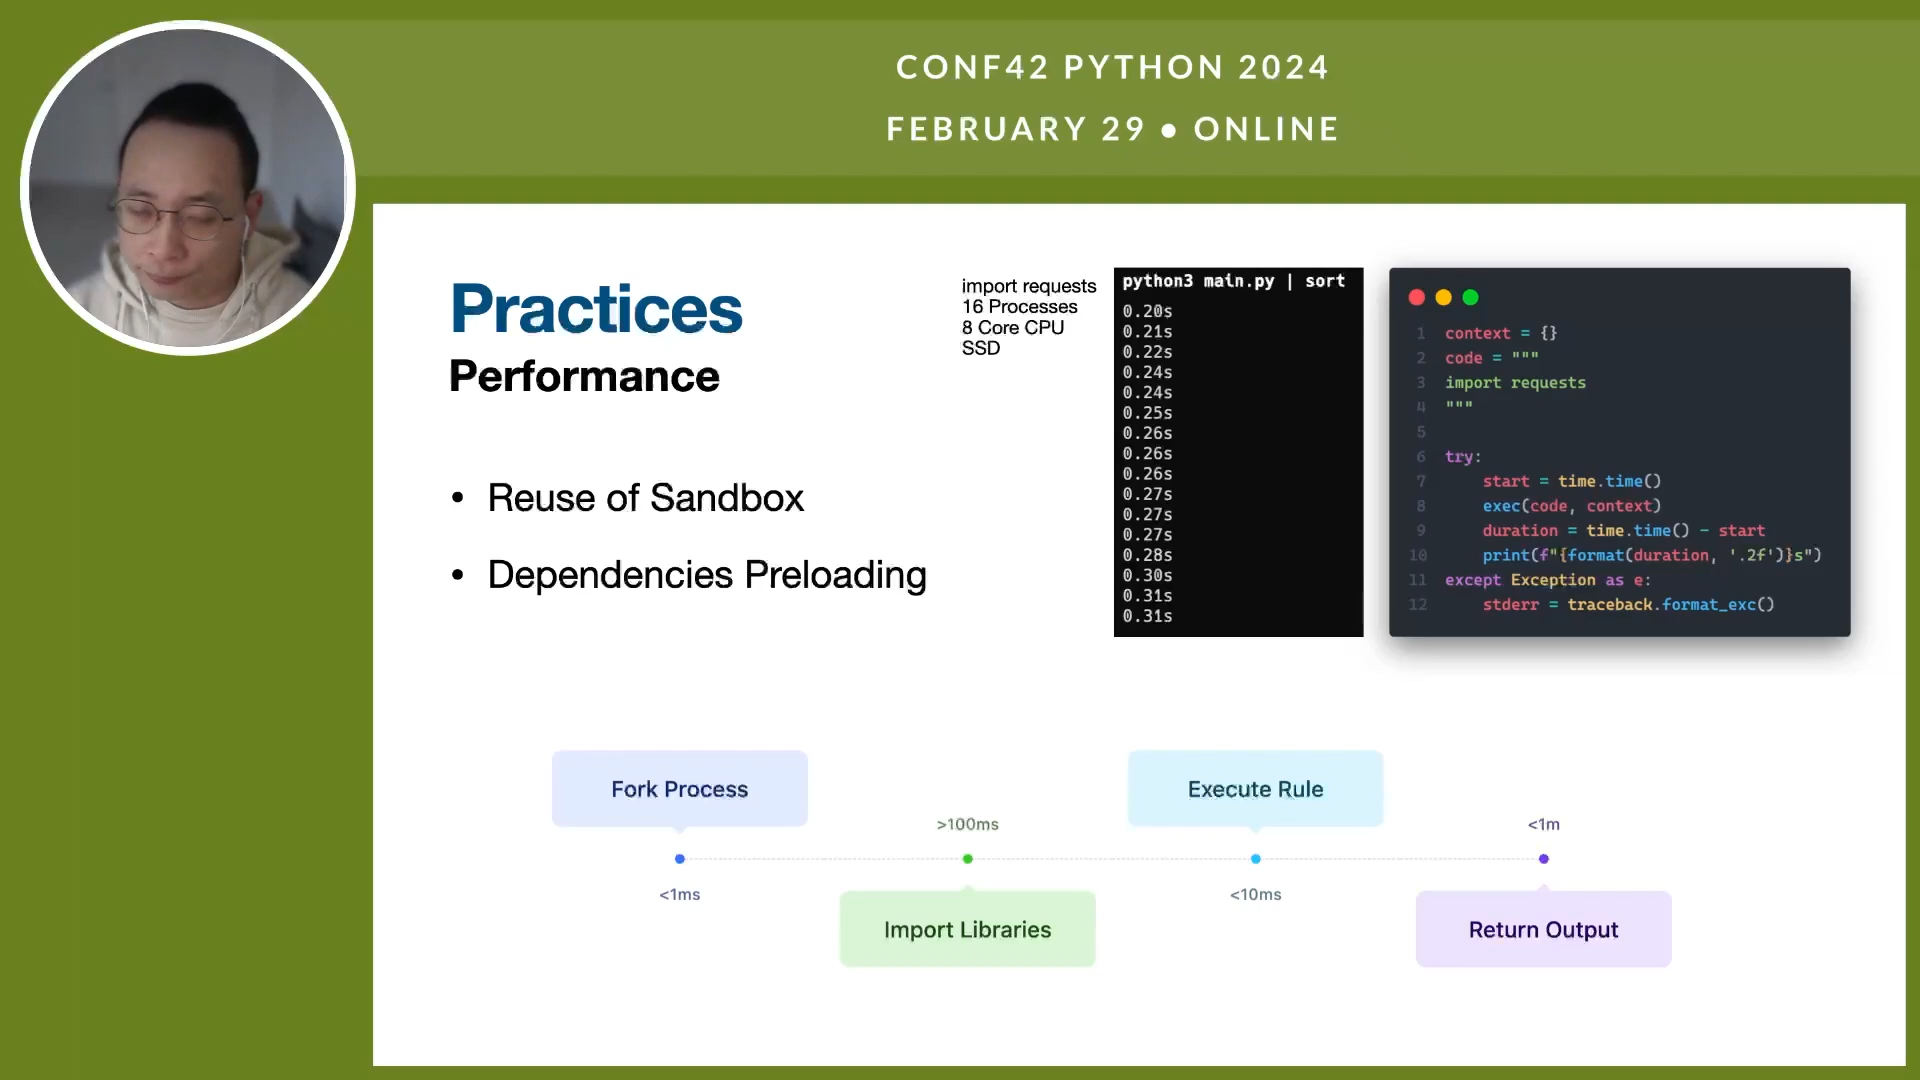 CONF42 PYTHON 2024
FEBRUARY 29 ● ONLINE
Practices
Performance
• Reuse of Sandbox
• Dependencies Preloading
import requests
16 Processes
8 Core CPU
SSD
python3 main.py | sort
0.20s
0.21s
0.22s
0.24s
0.24s
0.25s
0.26s
0.26s
0.26s
0.27s
0.27s
0.27s
0.28s
0.30s
0.31s
0.31s
1 context = {}
2 code = """
3 import requests
4 """
5
6 try:
7     start = time.time()
8     exec(code, context)
9     duration = time.time() - start
10     print(f"{format(duration, '.2f')}s")
11 except Exception as e:
12     stderr = traceback.format_exc()
Fork Process
<1ms
>100ms
Import Libraries
Execute Rule
<10ms
<1m
Return Output